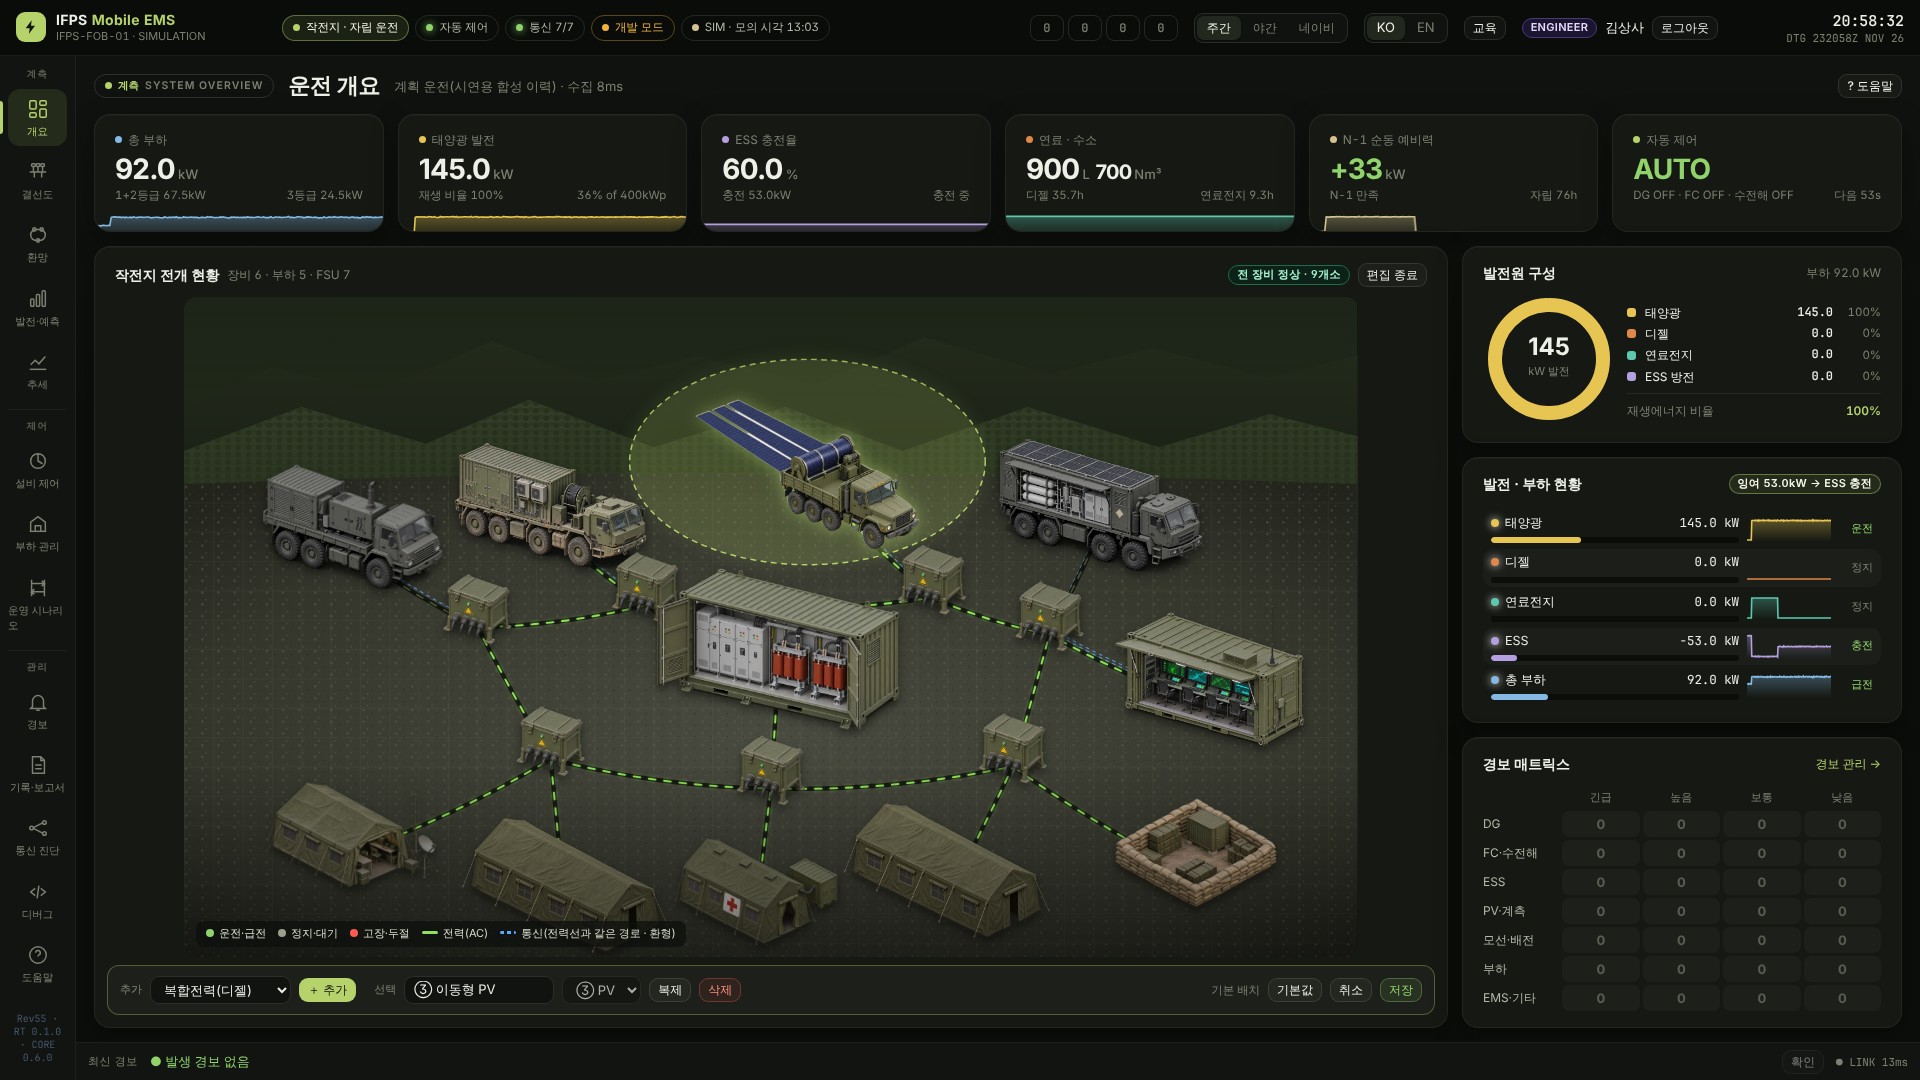 IFPS Mobile EMS
IFPS-FOB-01 · SIMULATION
작전지 · 자립 운전
자동 제어
통신 7/7
개발 모드
SIM · 모의 시각 13:03
0 0 0 0
주간 야간 네이비
KO EN
교육
ENGINEER 김상사 로그아웃
20:58:32
DTG 232058Z NOV 26
계측
개요
결선도
환망
발전·예측
추세
제어
설비 제어
부하 관리
운영 시나리
오
관리
경보
기록·보고서
통신 진단
디버그
도움말
RevSS ·
RT 0.1.0
· CORE
0.6.0
계측 SYSTEM OVERVIEW
운전 개요
계획 운전(시연용 합성 이력) · 수집 8ms
? 도움말
총 부하
92.0 kW
1+2등급 67.5kW 3등급 24.5kW
태양광 발전
145.0 kW
재생 비율 100% 36% of 400kWp
ESS 충전율
60.0 %
충전 53.0kW 충전 중
연료 · 수소
900 L 700 Nm³
디젤 35.7h 연료전지 9.3h
N-1 순동 예비력
+33 kW
N-1 만족 자립 76h
자동 제어
AUTO
DG OFF · FC OFF · 수전해 OFF 다음 53s
작전지 전개 현황 장비 6 · 부하 5 · FSU 7
전 장비 정상 · 9개소
편집 종료
운전·급전 정지·대기 고장·두절 전력(AC) 통신(전력선과 같은 경로 · 환형)
추가 복합전력(디젤) + 추가 선택 ③ 이동형 PV ③ PV 복제 삭제
기본 배치 기본값 취소 저장
발전원 구성 부하 92.0 kW
145
kW 발전
태양광 145.0 100%
디젤 0.0 0%
연료전지 0.0 0%
ESS 방전 0.0 0%
재생에너지 비율 100%
발전 · 부하 현황 잉여 53.0kW → ESS 충전
태양광 145.0 kW 운전
디젤 0.0 kW 정지
연료전지 0.0 kW 정지
ESS -53.0 kW 충전
총 부하 92.0 kW 급전
경보 매트릭스 경보 관리 →
긴급 높음 보통 낮음
DG 0 0 0 0
FC·수전해 0 0 0 0
ESS 0 0 0 0
PV·계측 0 0 0 0
모선·배전 0 0 0 0
부하 0 0 0 0
EMS·기타 0 0 0 0
최신 경보 발생 경보 없음
확인 LINK 13ms